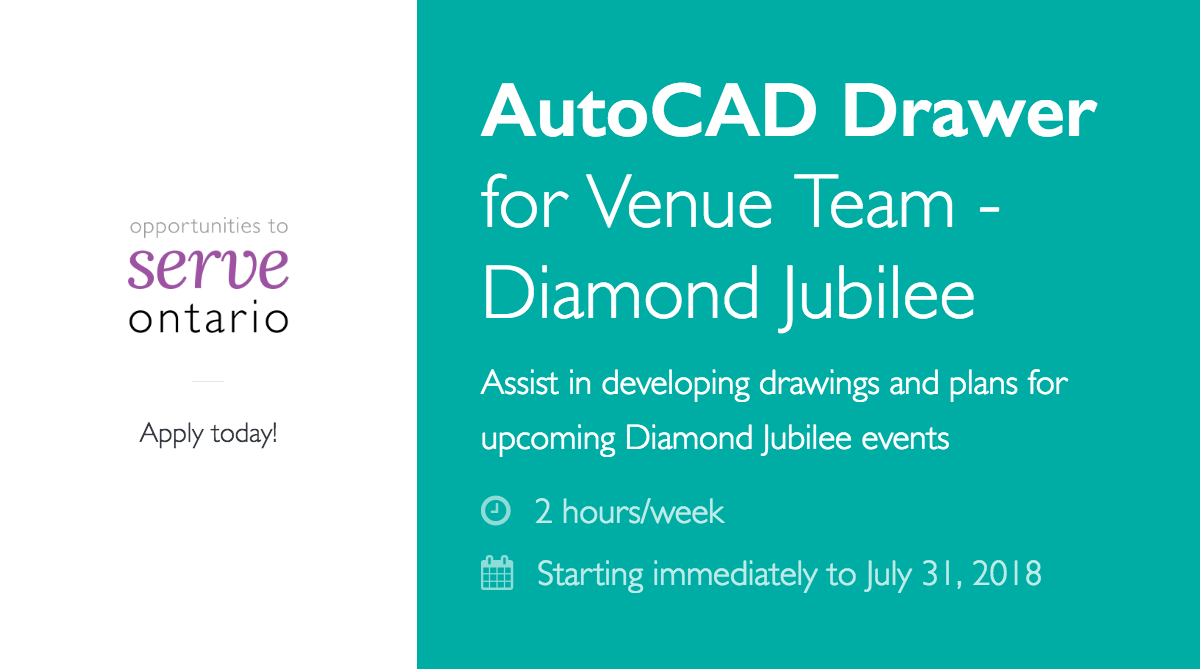 opportunities to
serve
ontario
Apply today!
AutoCAD Drawer
for Venue Team -
Diamond Jubilee
Assist in developing drawings and plans for
upcoming Diamond Jubilee events
2 hours/week
Starting immediately to July 31, 2018